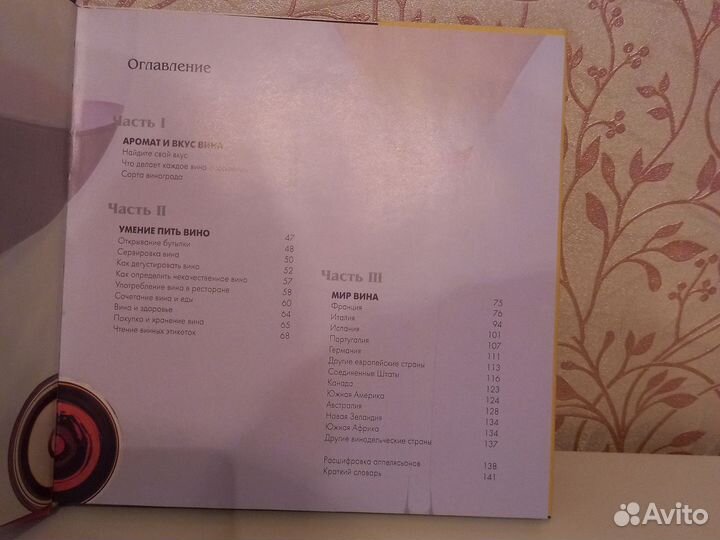 Оглавление
Часть I
АРОМАТ И ВКУС ВИНА
Найдите свой вкус
Что делает каждое вино
Сорта винограда
Часть II
УМЕНИЕ ПИТЬ ВИНО 47
Открывание бутылки 48
Сервировка вина 50
Как дегустировать вино 52
Как определить некачественное вино 57
Употребление вина в ресторане 58
Сочетание вина и еды 60
Вино и здоровье 64
Покупка и хранение вина 65
Чтение винных этикеток 68
Часть III
МИР ВИНА 75
Франция 76
Италия 94
Испания 101
Португалия 107
Германия 111
Другие европейские страны 113
Соединенные Штаты 116
Канада 123
Южная Америка 124
Австралия 128
Новая Зеландия 134
Южная Африка 134
Другие винодельческие страны 137
Расшифровка аппелясьонов 138
Краткий словарь 141
Avito